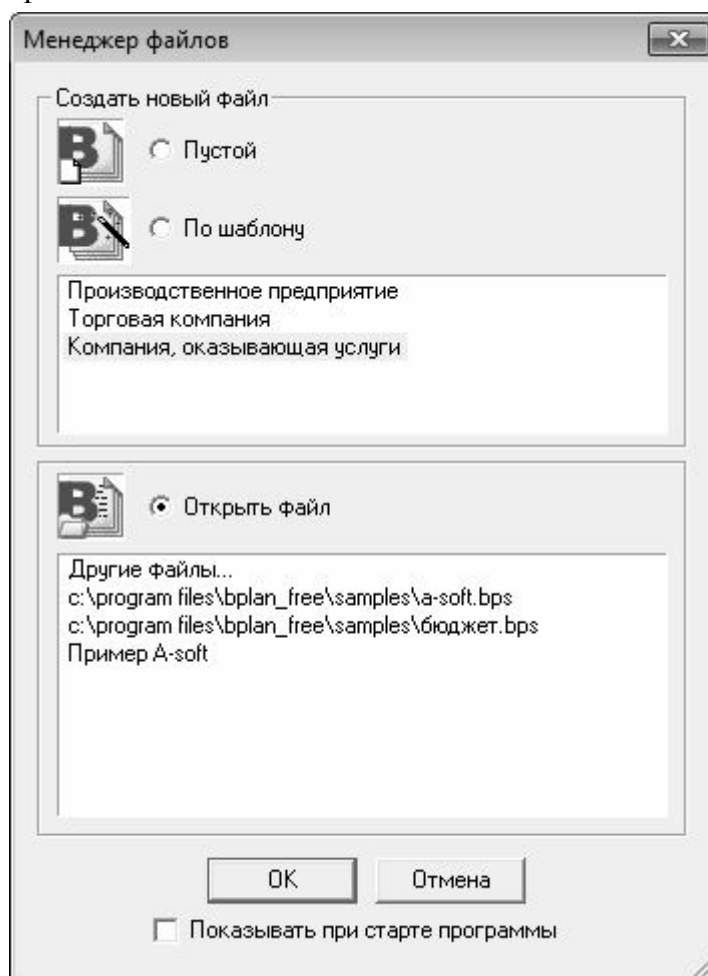 Менеджер файлов
Создать новый файл
Пустой
По шаблону
Производственное предприятие
Торговая компания
Компания, оказывающая услуги
Открыть файл
Другие файлы...
c:\program files\bplan_free\samples\a-soft.bps
c:\program files\bplan_free\samples\бюджет.bps
Пример A-soft
OK
Отмена
Показывать при старте программы